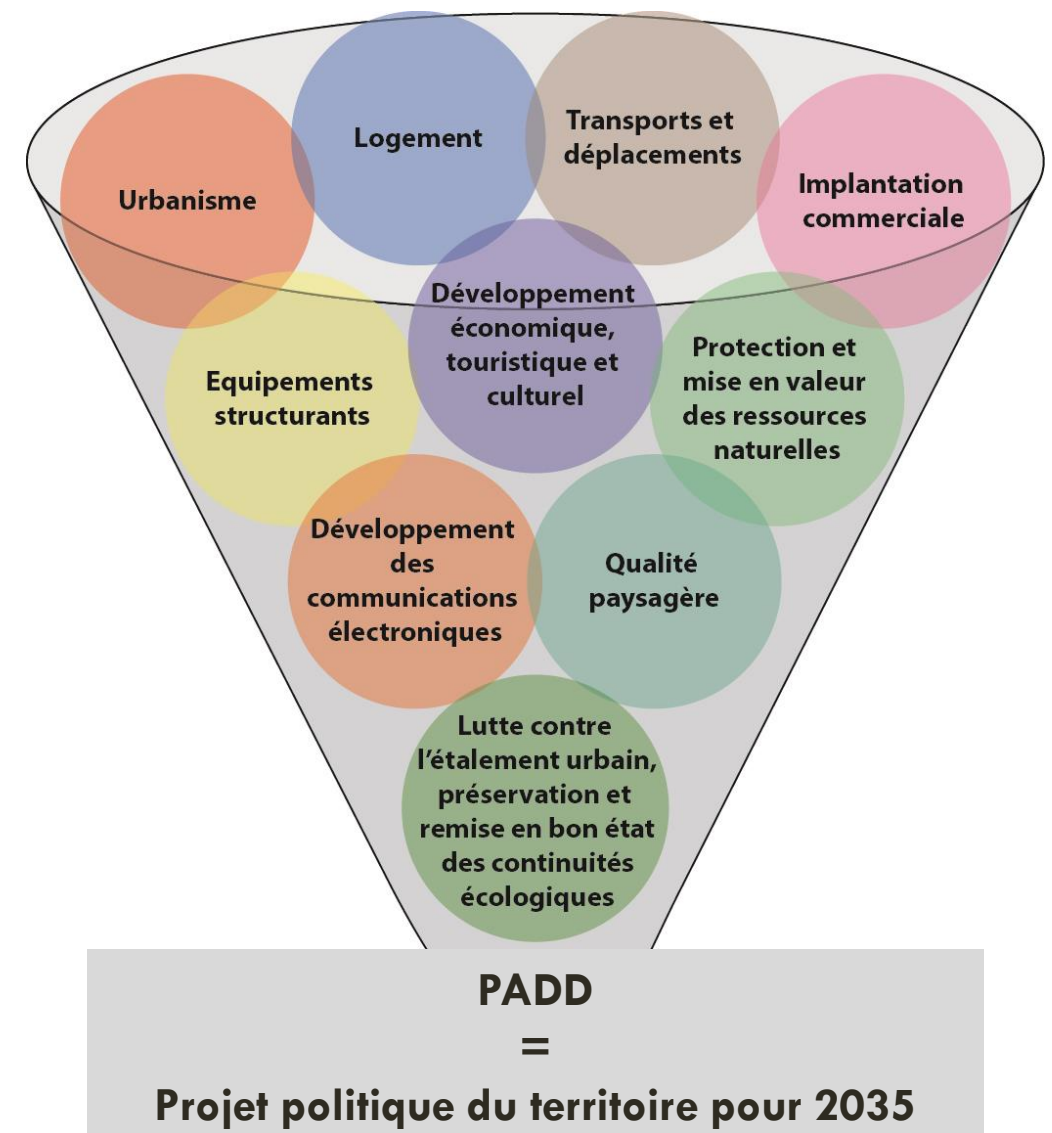 Urbanisme
Logement
Transports et
déplacements
Implantation
commerciale
Equipements
structurants
Développement
économique,
touristique et
culturel
Protection et
mise en valeur
des ressources
naturelles
Développement
des
communications
électroniques
Qualité
paysagère
Lutte contre
l'étalement urbain,
préservation et
remise en bon état
des continuités
écologiques
PADD
=
Projet politique du territoire pour 2035